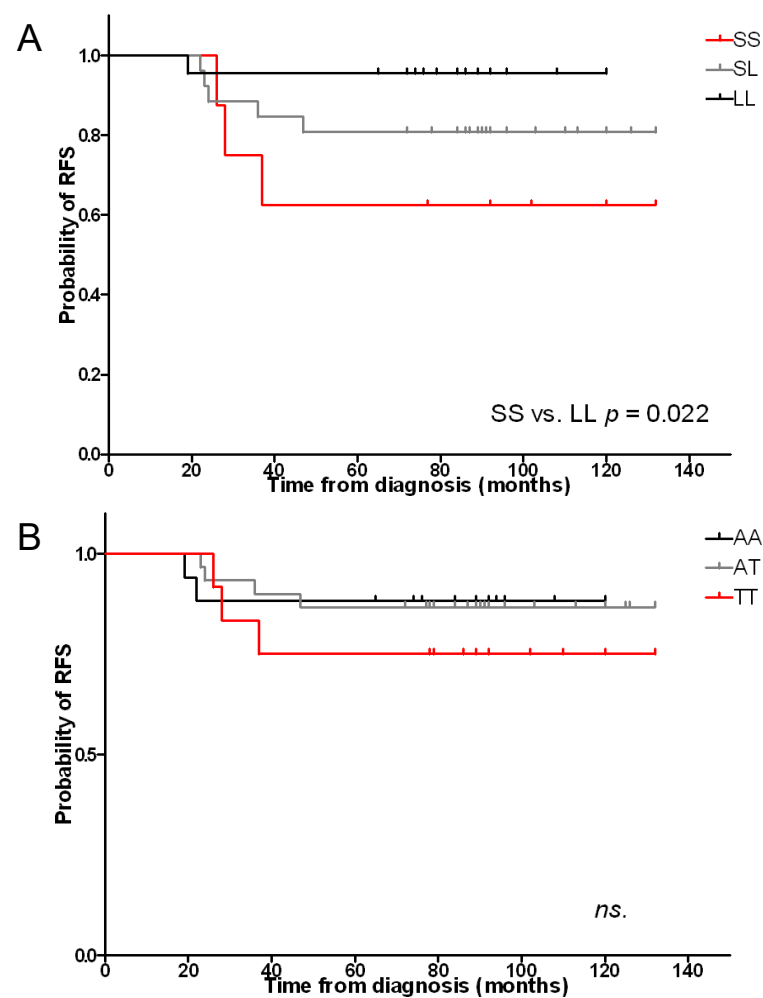 A
SS
SL
LL
1.0
0.8
0.6
0.4
0.2
0.0
Probability of RFS
SS vs. LL p = 0.022
0 20 40 60 80 100 120 140
Time from diagnosis (months)
B
AA
AT
TT
1.0
0.5
0.0
Probability of RFS
ns.
0 20 40 60 80 100 120 140
Time from diagnosis (months)